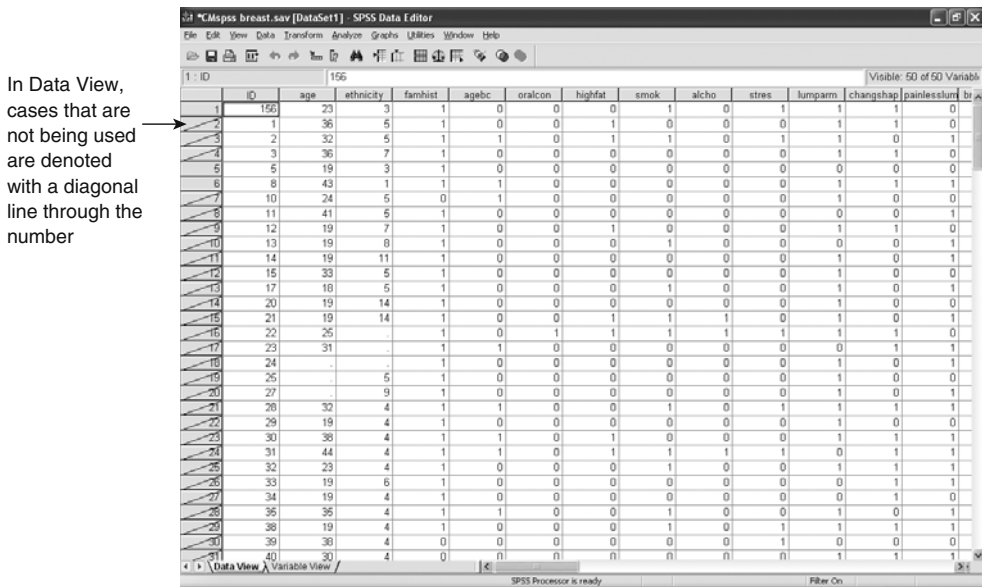 In Data View,
cases that are
not being used
are denoted
with a diagonal
line through the
number
*CMspss breast.sav [DataSet1] - SPSS Data Editor
File Edit View Data Transform Analyze Graphs Utilities Window Help
1 : ID 156 Visible: 50 of 50 Variabl
ID age ethnicity famhist agebc oralcon highfat smok alcho stres lumparm changshap painlesslum
1 156 23 3 1 0 0 0 1 0 1 1 1 0
2 1 36 5 1 0 0 1 0 0 0 1 1 0
3 2 32 5 1 1 0 1 1 0 1 1 0 1
4 3 36 7 1 0 0 0 0 0 0 1 1 0
5 5 19 3 1 0 0 0 0 0 0 0 0 0
6 8 43 1 1 1 0 0 0 0 0 1 1 1
7 10 24 5 0 1 0 0 0 0 0 1 0 0
8 11 41 5 1 0 0 0 0 0 0 0 0 1
9 12 19 7 1 0 0 1 0 0 0 1 1 0
10 13 19 8 1 0 0 0 1 0 0 0 0 1
11 14 19 11 1 0 0 0 0 0 0 1 0 1
12 15 33 5 1 0 0 0 0 0 0 1 0 0
13 17 18 5 1 0 0 0 1 0 0 1 0 1
14 20 19 14 1 0 0 0 0 0 0 1 0 0
15 21 19 14 1 0 0 1 1 1 0 1 0 1
16 22 25 . 1 0 1 1 1 1 1 1 1 0
17 23 31 . 1 1 0 0 0 0 0 0 1 1
18 24 . . 1 0 0 0 0 0 0 1 0 1
19 25 . 5 1 0 0 0 0 0 0 1 0 0
20 27 . 9 1 0 0 0 0 0 0 1 1 1
21 28 32 4 1 1 0 0 1 0 1 1 1 1
22 29 19 4 1 0 0 0 0 0 0 1 0 0
23 30 38 4 1 1 0 1 0 0 0 1 1 1
24 31 44 4 1 1 0 1 1 1 1 0 1 1
25 32 23 4 1 0 0 0 1 0 0 1 1 1
26 33 19 6 1 0 0 0 0 0 0 0 1 1
27 34 19 4 1 0 0 0 0 0 0 0 1 0
28 35 35 4 1 1 0 0 1 0 0 1 0 1
29 38 19 4 1 0 0 0 1 0 1 1 1 1
30 39 38 4 0 0 0 0 0 0 1 0 0 0
31 40 30 4 0 0 0 0 0 0 0 1 1 1
Data View Variable View
SPSS Processor is ready Filter On